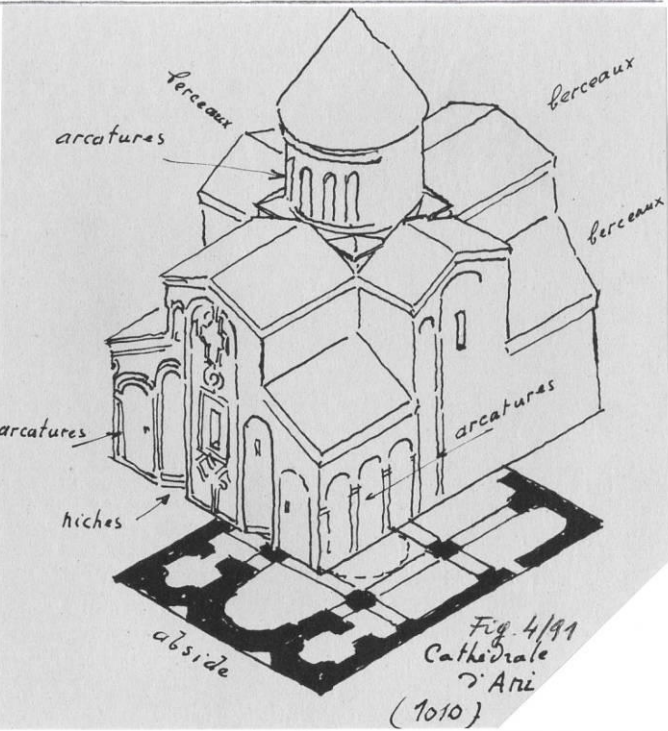 berceaux
berceaux
arcatures
berceaux
arcatures
arcatures
niches
abside
Fig. 4/91
Cathédrale
d'Ani
(1010)